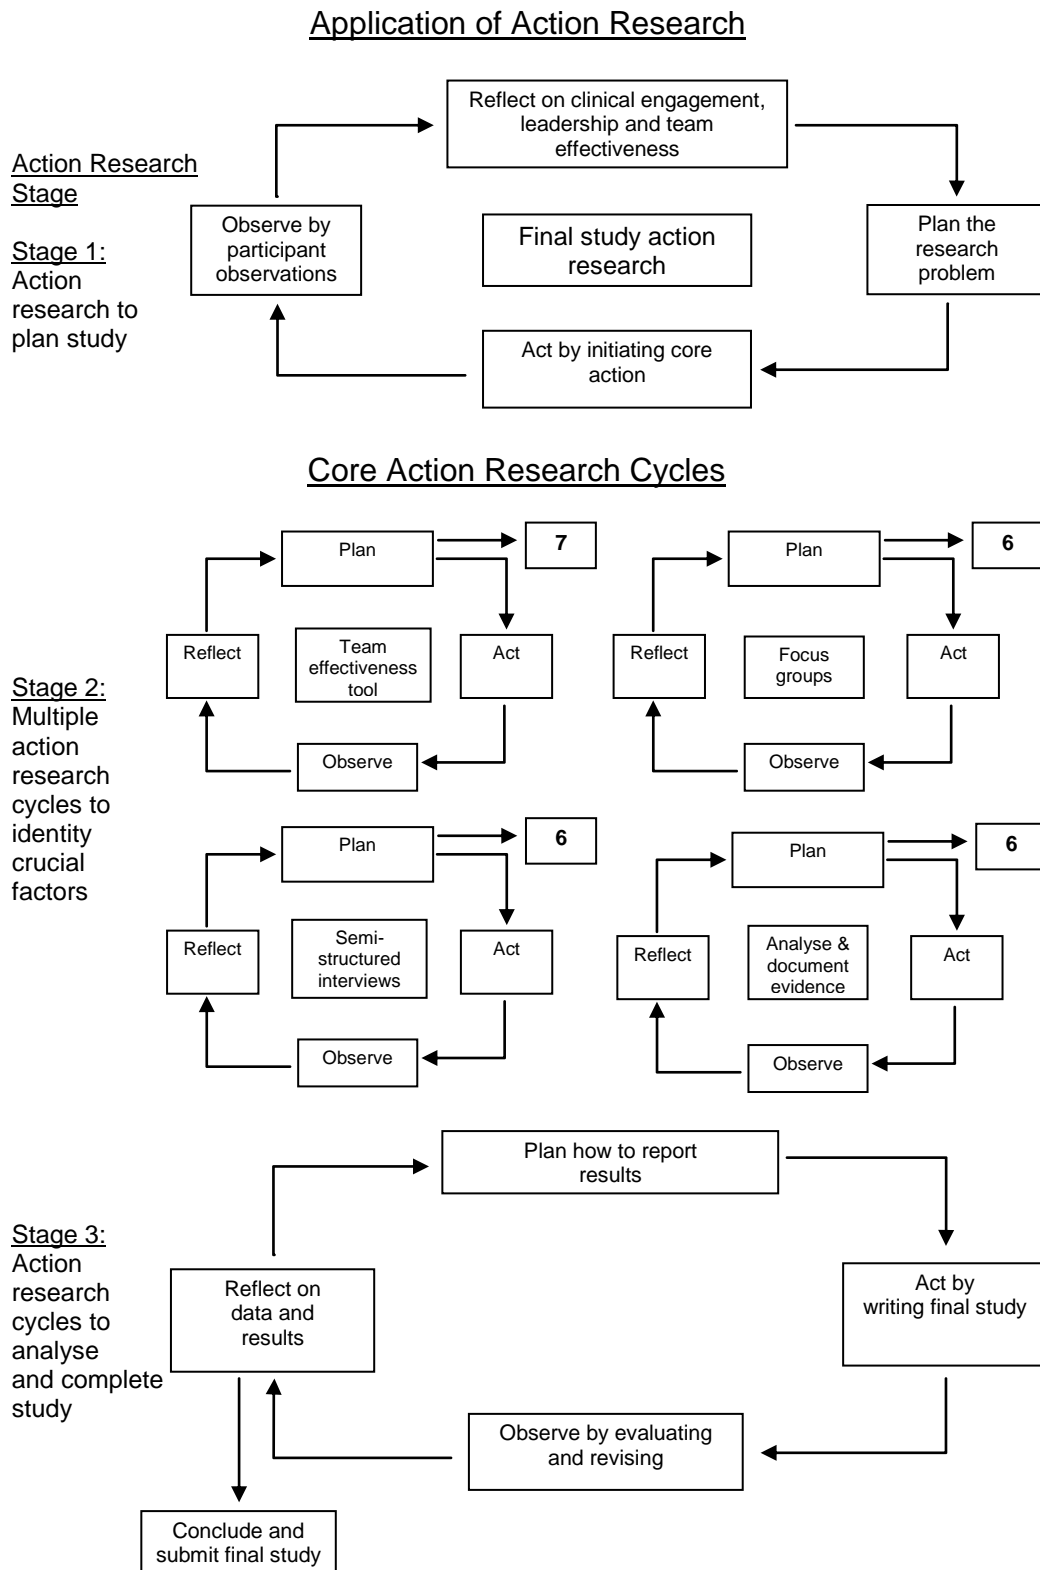 Application of Action Research
Action Research
Stage
Stage 1:
Action
research to
plan study
Reflect on clinical engagement,
leadership and team
effectiveness
Observe by
participant
observations
Final study action
research
Plan the
research
problem
Act by initiating core
action
Core Action Research Cycles
Stage 2:
Multiple
action
research
cycles to
identity
crucial
factors
Plan
7
Reflect
Team
effectiveness
tool
Act
Observe
Plan
6
Reflect
Focus
groups
Act
Observe
Plan
6
Reflect
Semi-
structured
interviews
Act
Observe
Plan
6
Reflect
Analyse &
document
evidence
Act
Observe
Stage 3:
Action
research
cycles to
analyse
and complete
study
Plan how to report
results
Reflect on
data and
results
Act by
writing final study
Observe by evaluating
and revising
Conclude and
submit final study